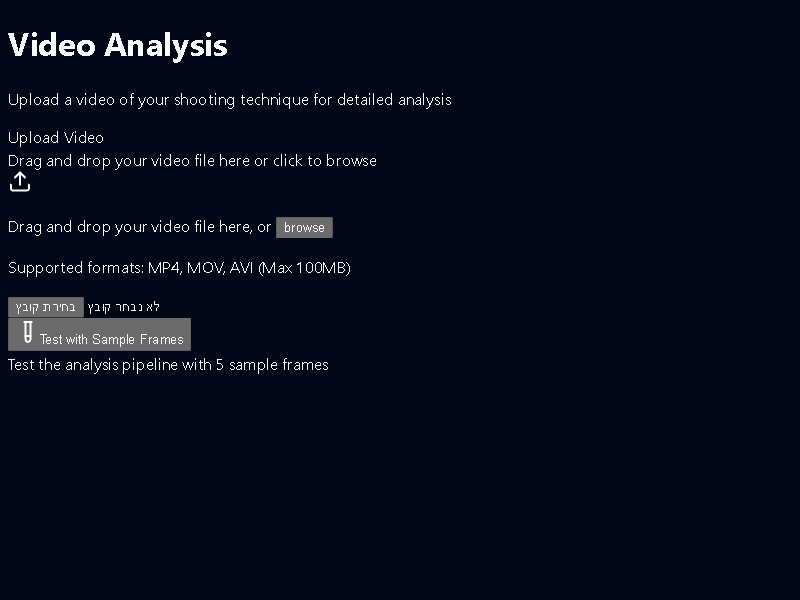 Video Analysis
Upload a video of your shooting technique for detailed analysis
Upload Video
Drag and drop your video file here or click to browse
Drag and drop your video file here, or browse
Supported formats: MP4, MOV, AVI (Max 100MB)
בחירת קובץ לא נבחר קובץ
Test with Sample Frames
Test the analysis pipeline with 5 sample frames